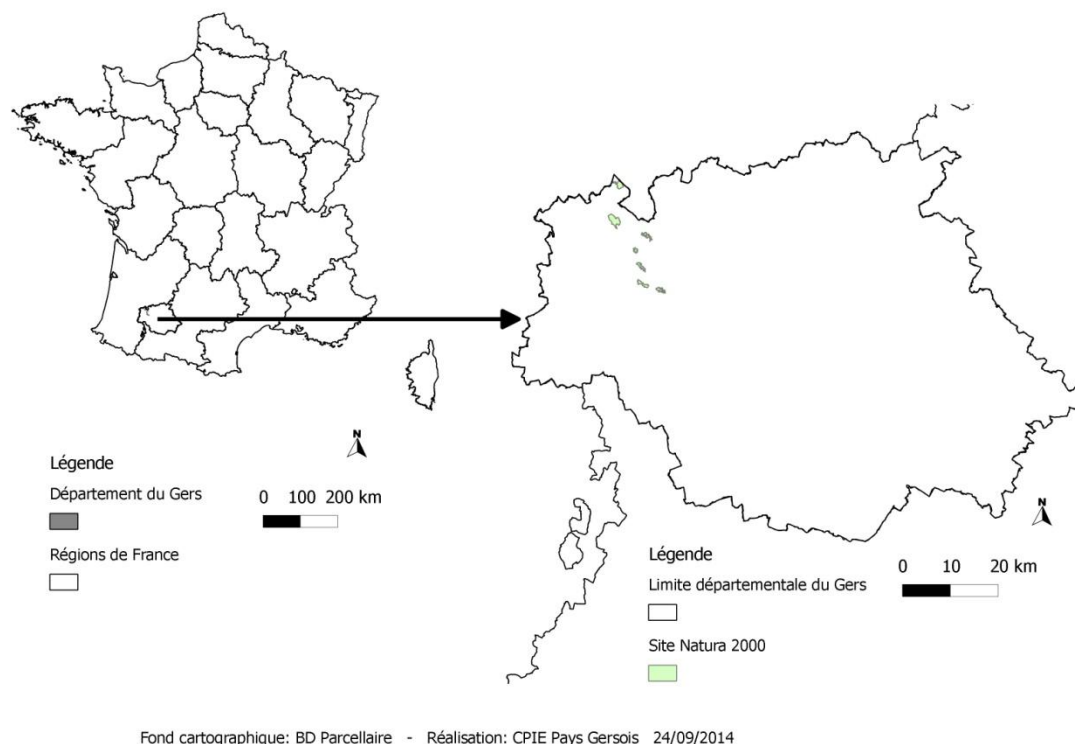 N
Légende
Département du Gers
0 100 200 km
Régions de France
N
Légende
Limite départementale du Gers
0 10 20 km
Site Natura 2000
Fond cartographique: BD Parcellaire - Réalisation: CPIE Pays Gersois 24/09/2014